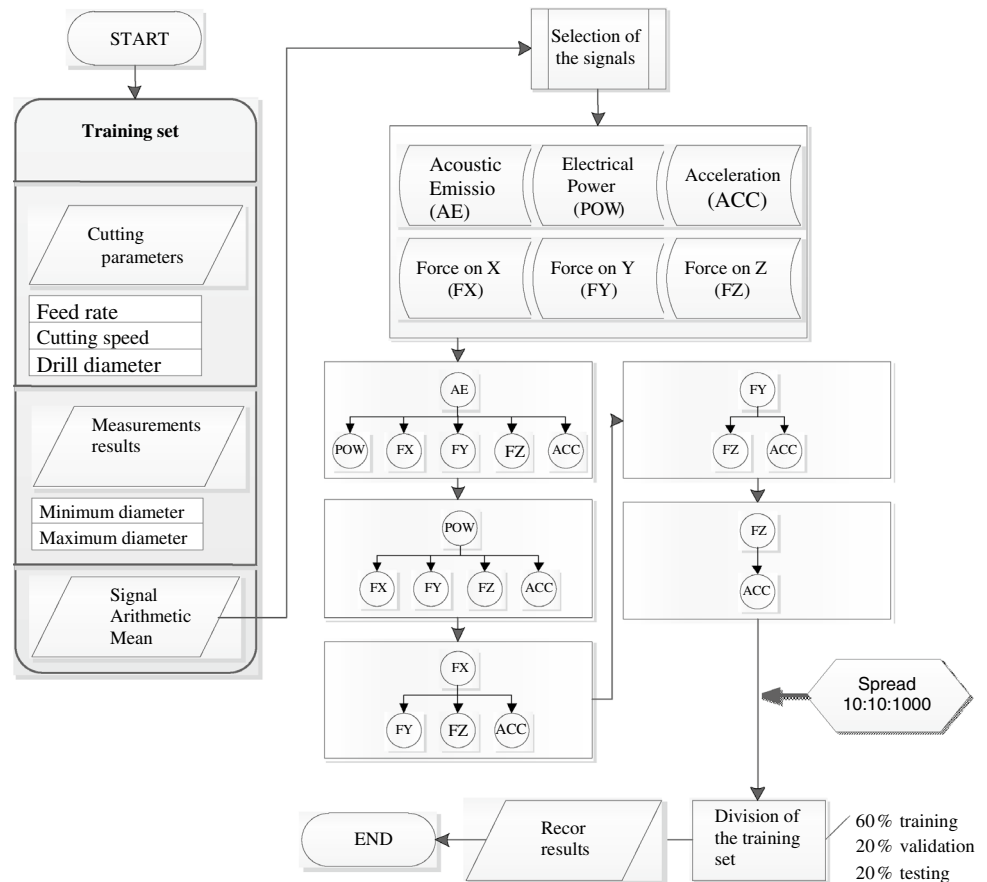 START
Training set
Cutting
parameters
Feed rate
Cutting speed
Drill diameter
Measurements
results
Minimum diameter
Maximum diameter
Signal
Arithmetic
Mean
Selection of
the signals
Acoustic
Emissio
(AE)
Electrical
Power
(POW)
Acceleration
(ACC)
Force on X
(FX)
Force on Y
(FY)
Force on Z
(FZ)
AE
POW FX FY FZ ACC
POW
FX FY FZ ACC
FX
FY FZ ACC
FY
FZ ACC
FZ
ACC
Spread
10:10:1000
Division of
the training
set
60% training
20% validation
20% testing
Recor
results
END